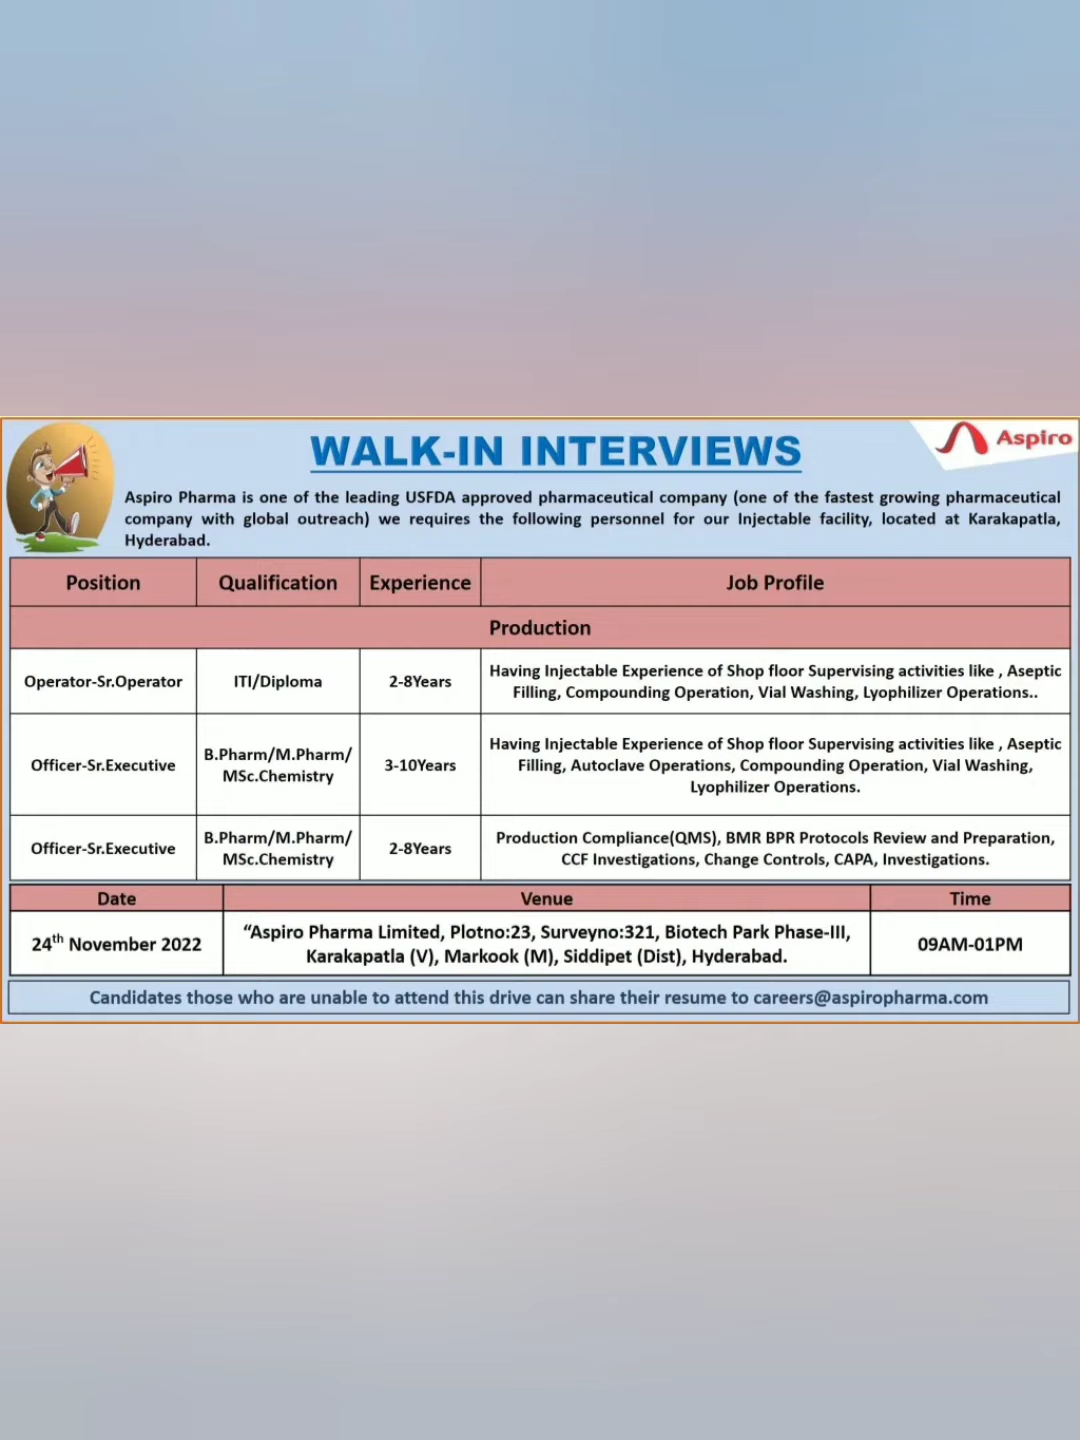 WALK-IN INTERVIEWS
Aspiro
Aspiro Pharma is one of the leading USFDA approved pharmaceutical company (one of the fastest growing pharmaceutical
company with global outreach) we requires the following personnel for our Injectable facility, located at Karakapatla,
Hyderabad.
Position Qualification Experience Job Profile
Production
Operator-Sr.Operator ITI/Diploma 2-8Years Having Injectable Experience of Shop floor Supervising activities like , Aseptic
Filling, Compounding Operation, Vial Washing, Lyophilizer Operations..
Officer-Sr.Executive B.Pharm/M.Pharm/
MSc.Chemistry 3-10Years Having Injectable Experience of Shop floor Supervising activities like , Aseptic
Filling, Autoclave Operations, Compounding Operation, Vial Washing,
Lyophilizer Operations.
Officer-Sr.Executive B.Pharm/M.Pharm/
MSc.Chemistry 2-8Years Production Compliance(QMS), BMR BPR Protocols Review and Preparation,
CCF Investigations, Change Controls, CAPA, Investigations.
Date Venue Time
24th November 2022 “Aspiro Pharma Limited, Plotno:23, Surveyno:321, Biotech Park Phase-III,
Karakapatla (V), Markook (M), Siddipet (Dist), Hyderabad. 09AM-01PM
Candidates those who are unable to attend this drive can share their resume to careers@aspiropharma.com